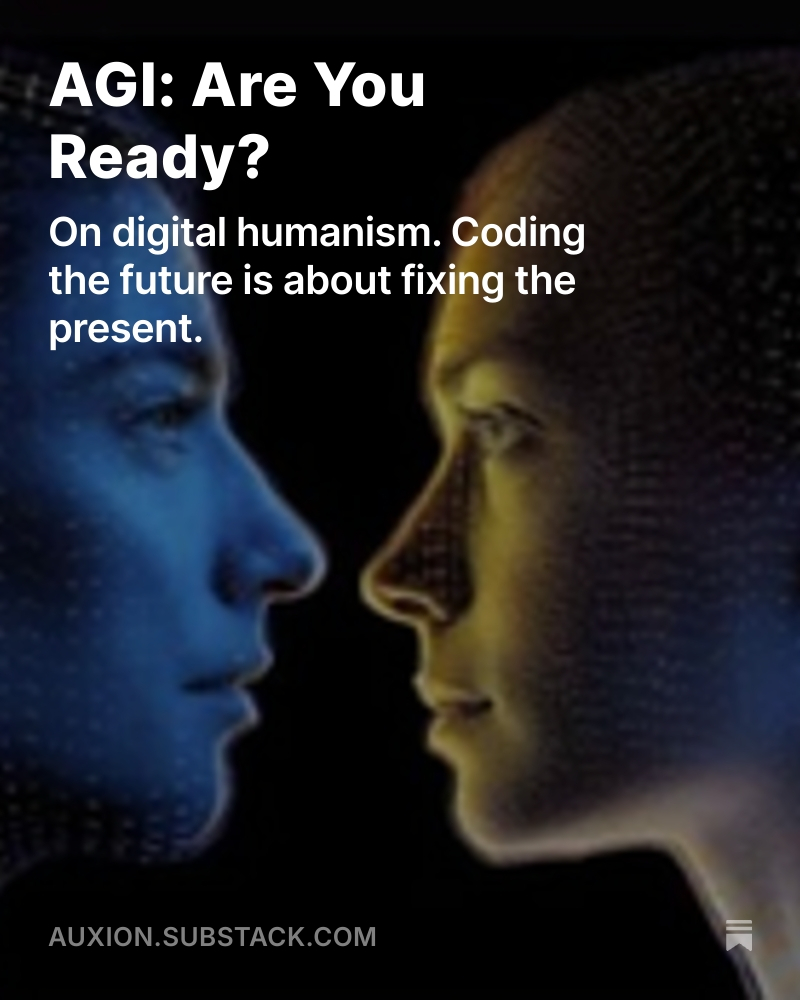 AGI: Are You
Ready?
On digital humanism. Coding
the future is about fixing the
present.
AUXION.SUBSTACK.COM